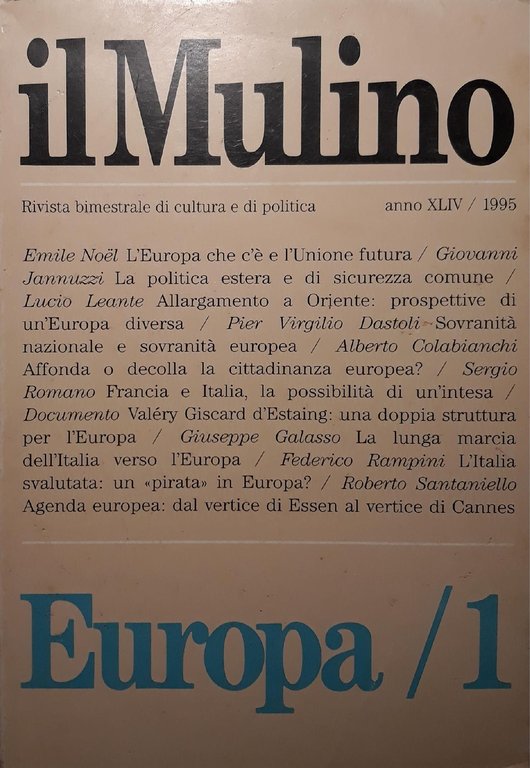 il Mulino
Rivista bimestrale di cultura e di politica anno XLIV / 1995
Emile Noël L'Europa che c'è e l'Unione futura / Giovanni
Jannuzzi La politica estera e di sicurezza comune /
Lucio Leante Allargamento a Oriente: prospettive di
un'Europa diversa / Pier Virgilio Dastoli Sovranità
nazionale e sovranità europea / Alberto Colabianchi
Affonda o decolla la cittadinanza europea? / Sergio
Romano Francia e Italia, la possibilità di un'intesa /
Documento Valéry Giscard d'Estaing: una doppia struttura
per l'Europa / Giuseppe Galasso La lunga marcia
dell'Italia verso l'Europa / Federico Rampini L'Italia
svalutata: un «pirata» in Europa? / Roberto Santaniello
Agenda europea: dal vertice di Essen al vertice di Cannes
Europa /1